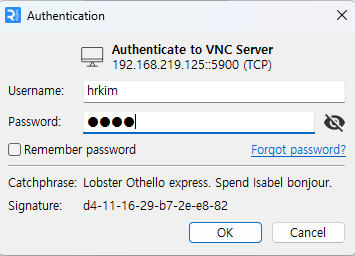 Authentication
Authenticate to VNC Server
192.168.219.125::5900 (TCP)
Username: hrkim
Password: ●●●●
Remember password Forgot password?
Catchphrase: Lobster Othello express. Spend Isabel bonjour.
Signature: d4-11-16-29-b7-2e-e8-82
OK Cancel